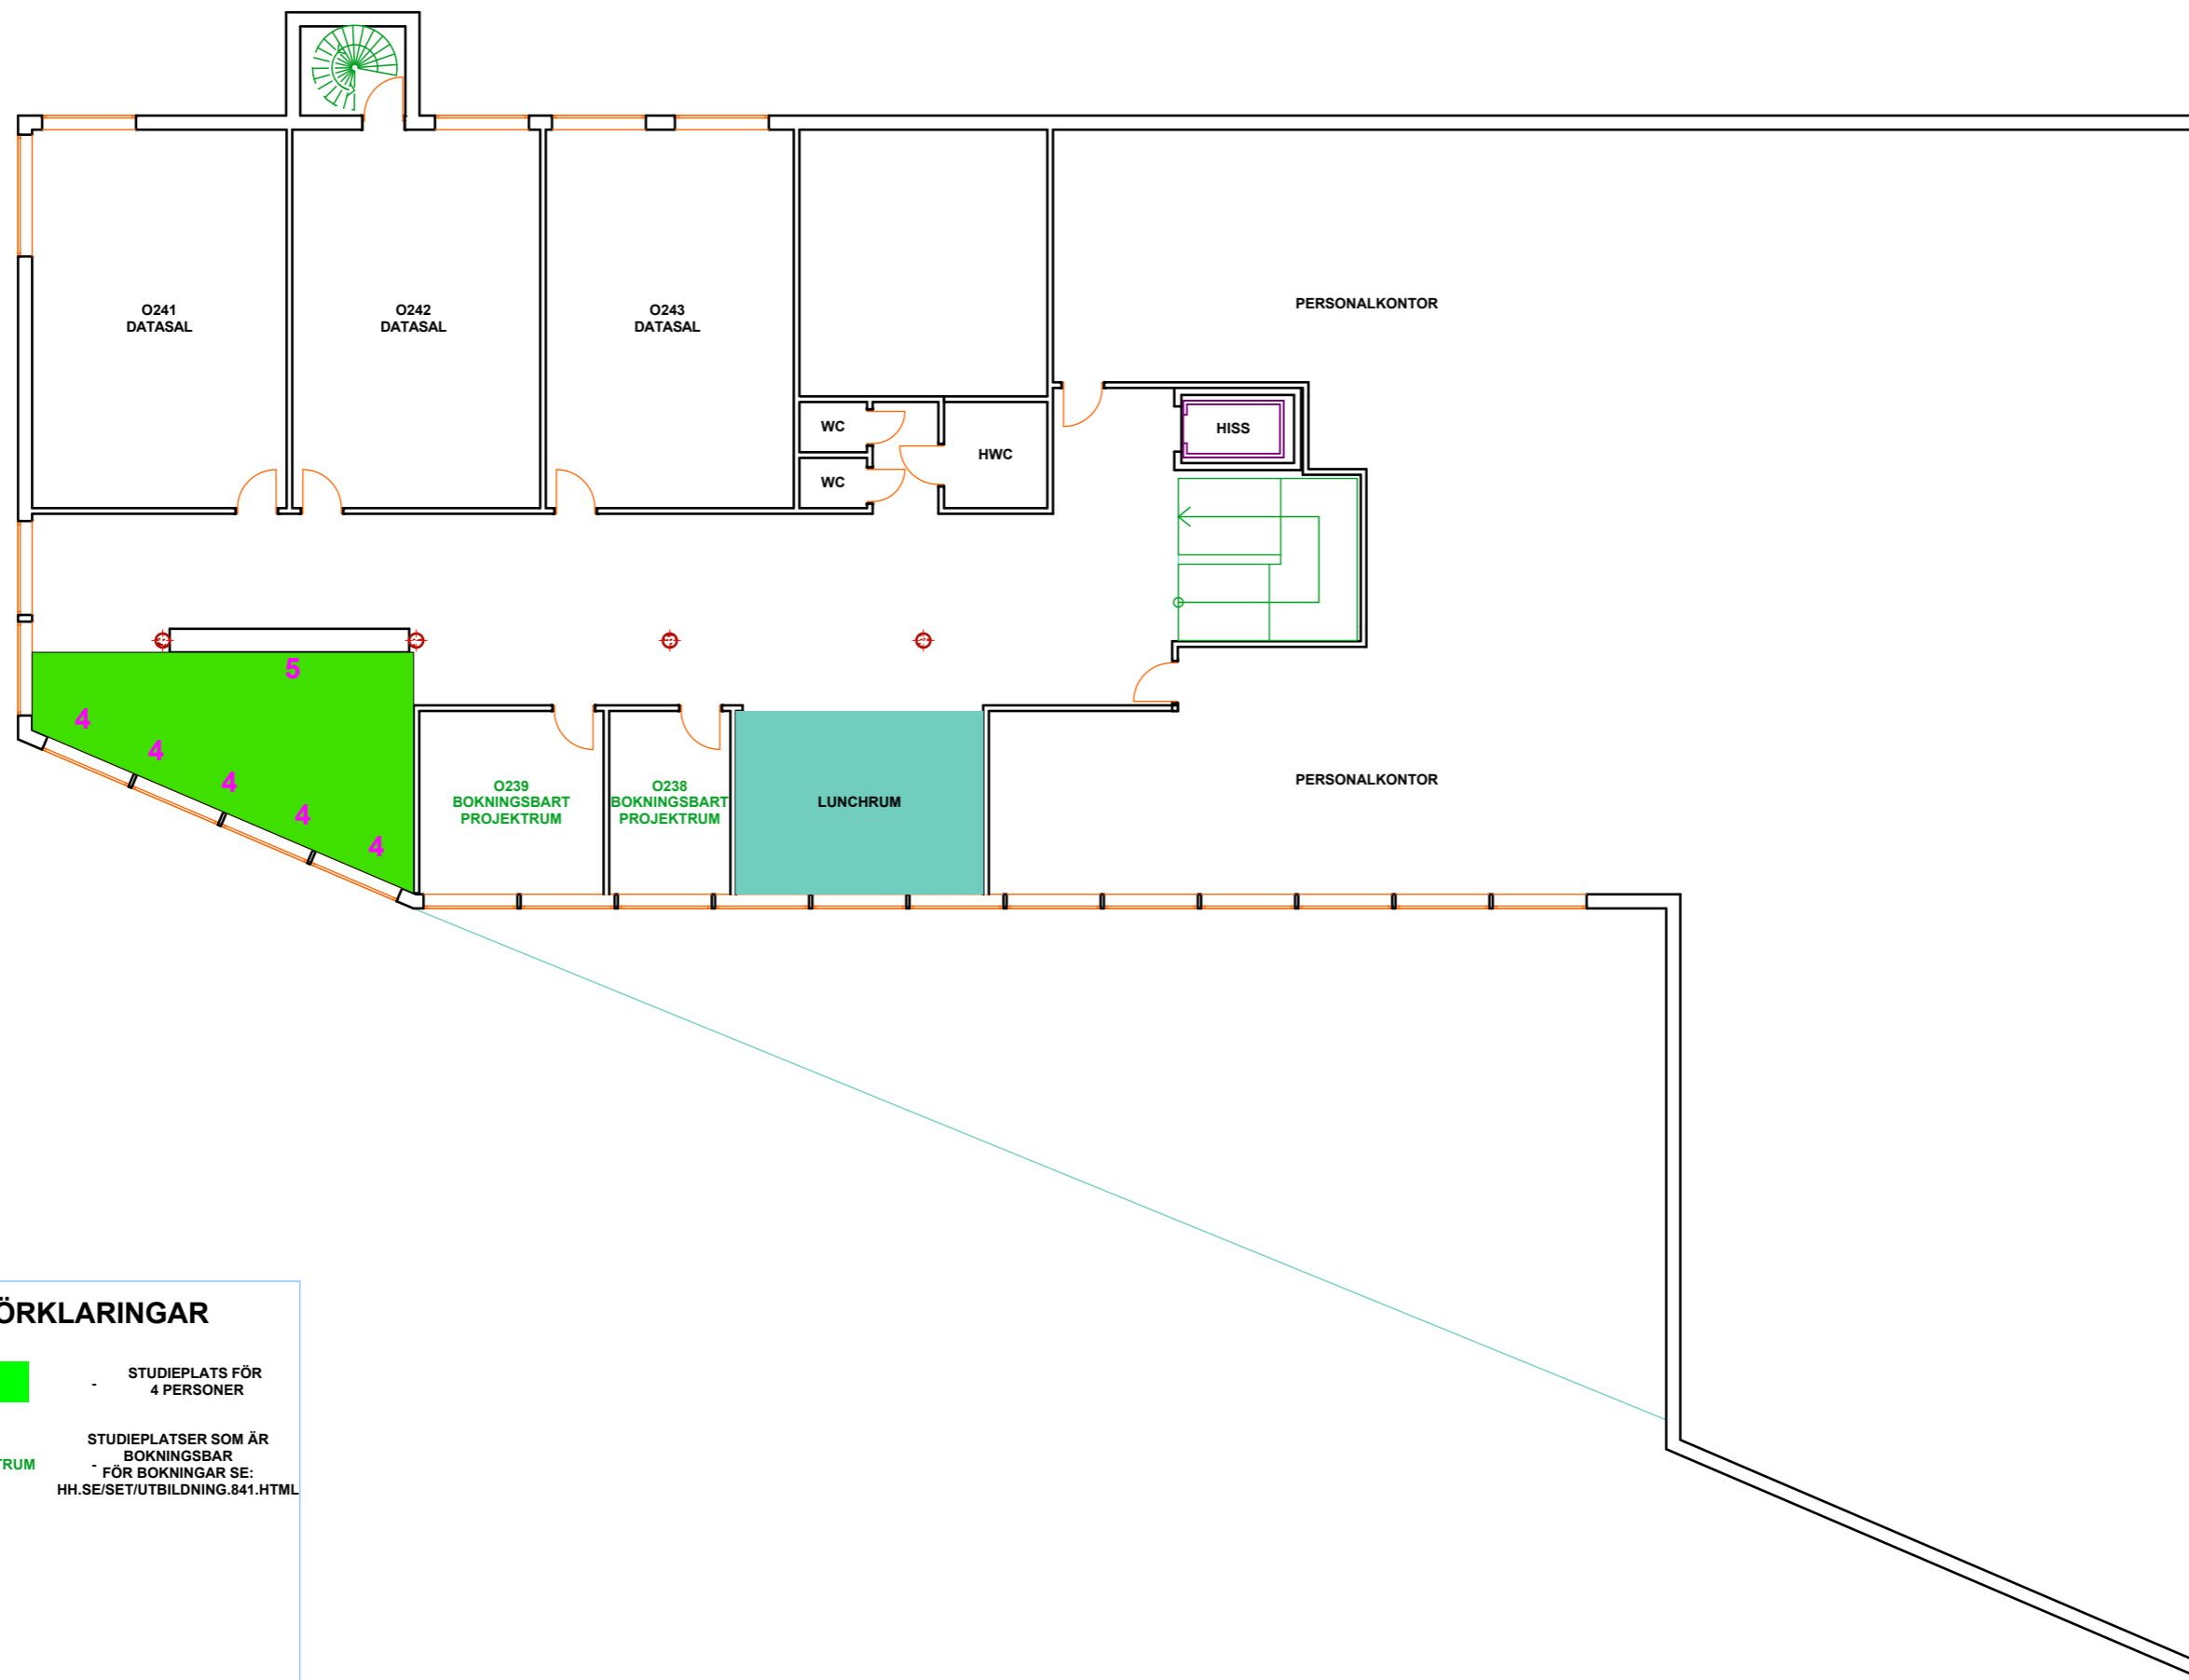 O241
DATASAL
O242
DATASAL
O243
DATASAL
PERSONALKONTOR
WC
HWC
HISS
WC
5
4
4
4
4
4
O239
BOKNINGSBART
PROJEKTRUM
O238
BOKNINGSBART
PROJEKTRUM
LUNCHRUM
PERSONALKONTOR
ÖRKLARINGAR
- STUDIEPLATS FÖR
4 PERSONER
STUDIEPLATSER SOM ÄR
BOKNINGSBAR
TRUM - FÖR BOKNINGAR SE:
HH.SE/SET/UTBILDNING.841.HTML